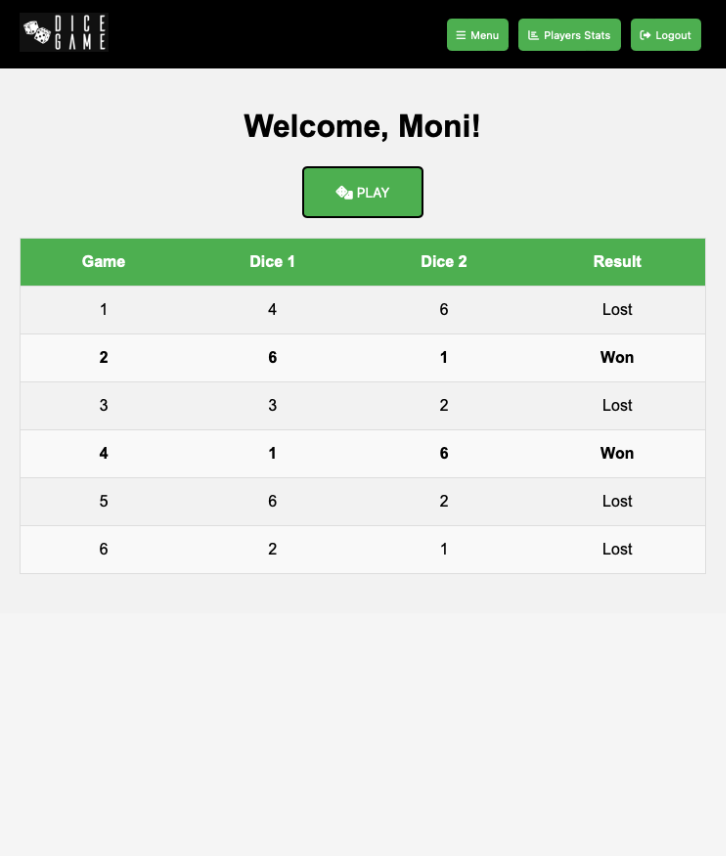 DICE
GAME
Menu Players Stats Logout
Welcome, Moni!
PLAY
Game Dice 1 Dice 2 Result
1 4 6 Lost
2 6 1 Won
3 3 2 Lost
4 1 6 Won
5 6 2 Lost
6 2 1 Lost